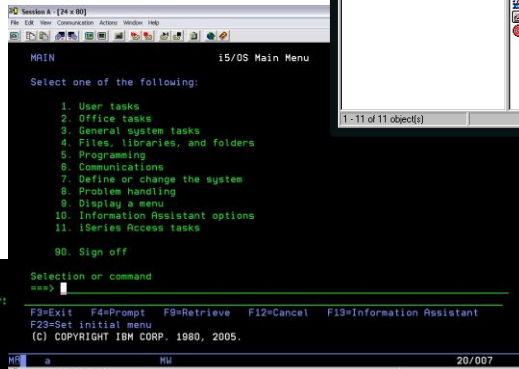 Session A - [24 x 80]
File Edit View Communication Actions Window Help
MAIN i5/OS Main Menu
Select one of the following:
1. User tasks
2. Office tasks
3. General system tasks
4. Files, libraries, and folders
5. Programming
6. Communications
7. Define or change the system
8. Problem handling
9. Display a menu
10. Information Assistant options
11. iSeries Access tasks
90. Sign off
Selection or command
===>
F3=Exit F4=Prompt F9=Retrieve F12=Cancel F13=Information Assistant
F23=Set initial menu
(C) COPYRIGHT IBM CORP. 1980, 2005.
MA a MW 20/007
1 - 11 of 11 object(s)